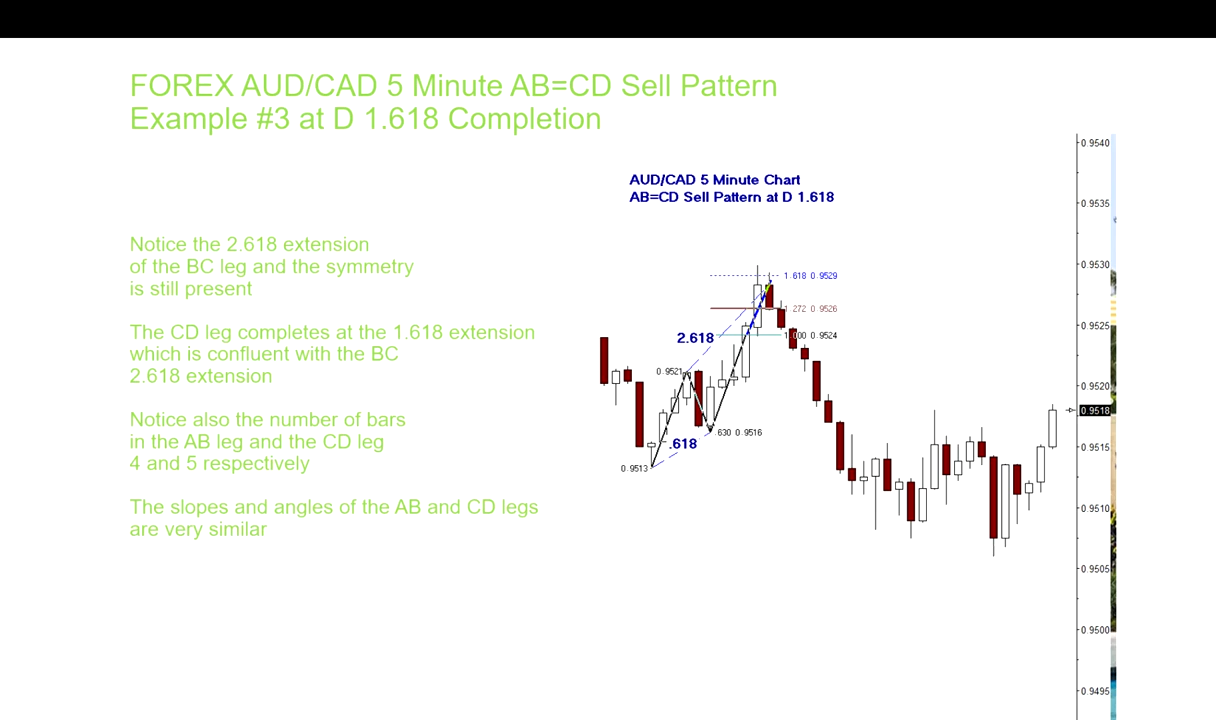 FOREX AUD/CAD 5 Minute AB=CD Sell Pattern
Example #3 at D 1.618 Completion
AUD/CAD 5 Minute Chart
AB=CD Sell Pattern at D 1.618
Notice the 2.618 extension
of the BC leg and the symmetry
is still present
The CD leg completes at the 1.618 extension
which is confluent with the BC
2.618 extension
Notice also the number of bars
in the AB leg and the CD leg
4 and 5 respectively
The slopes and angles of the AB and CD legs
are very similar
1.618 0.9529
1.272 0.9526
2.618
1.000 0.9524
0.9521
.630 0.9516
.618
0.9513
0.9540
0.9535
0.9530
0.9525
0.9520
0.9518
0.9515
0.9510
0.9505
0.9500
0.9495